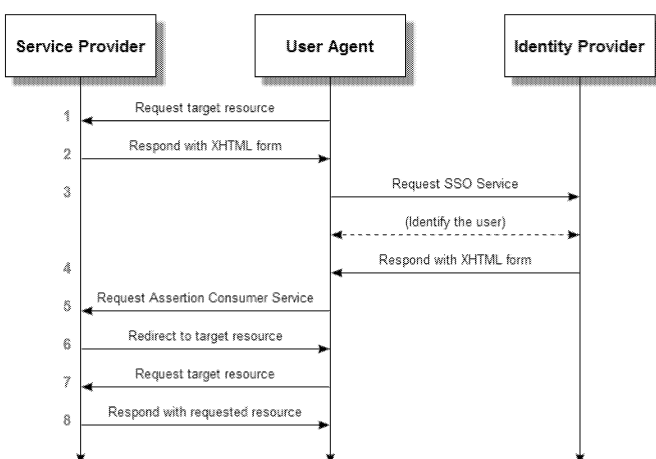 Service Provider
User Agent
Identity Provider
1
Request target resource
2
Respond with XHTML form
3
Request SSO Service
(Identify the user)
4
Respond with XHTML form
5
Request Assertion Consumer Service
6
Redirect to target resource
7
Request target resource
8
Respond with requested resource